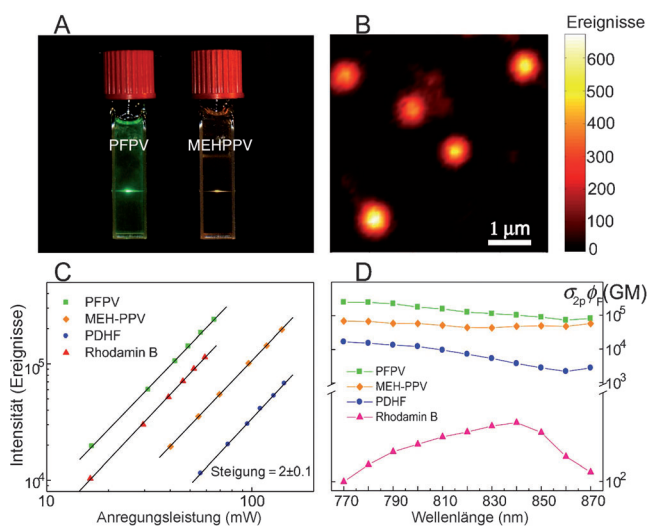 A
PFPV
MEHPPV
B
1 μm
Ereignisse
600
500
400
300
200
100
0
C
Intensität (Ereignisse)
10⁵
10⁴
PFPV
MEH-PPV
PDHF
Rhodamin B
Steigung = 2±0.1
10
100
Anregungsleistung (mW)
D
σ₂ₚϕF(GM)
10⁵
10⁴
10³
10²
PFPV
MEH-PPV
PDHF
Rhodamin B
770 790 810 830 850 870
Wellenlänge (nm)